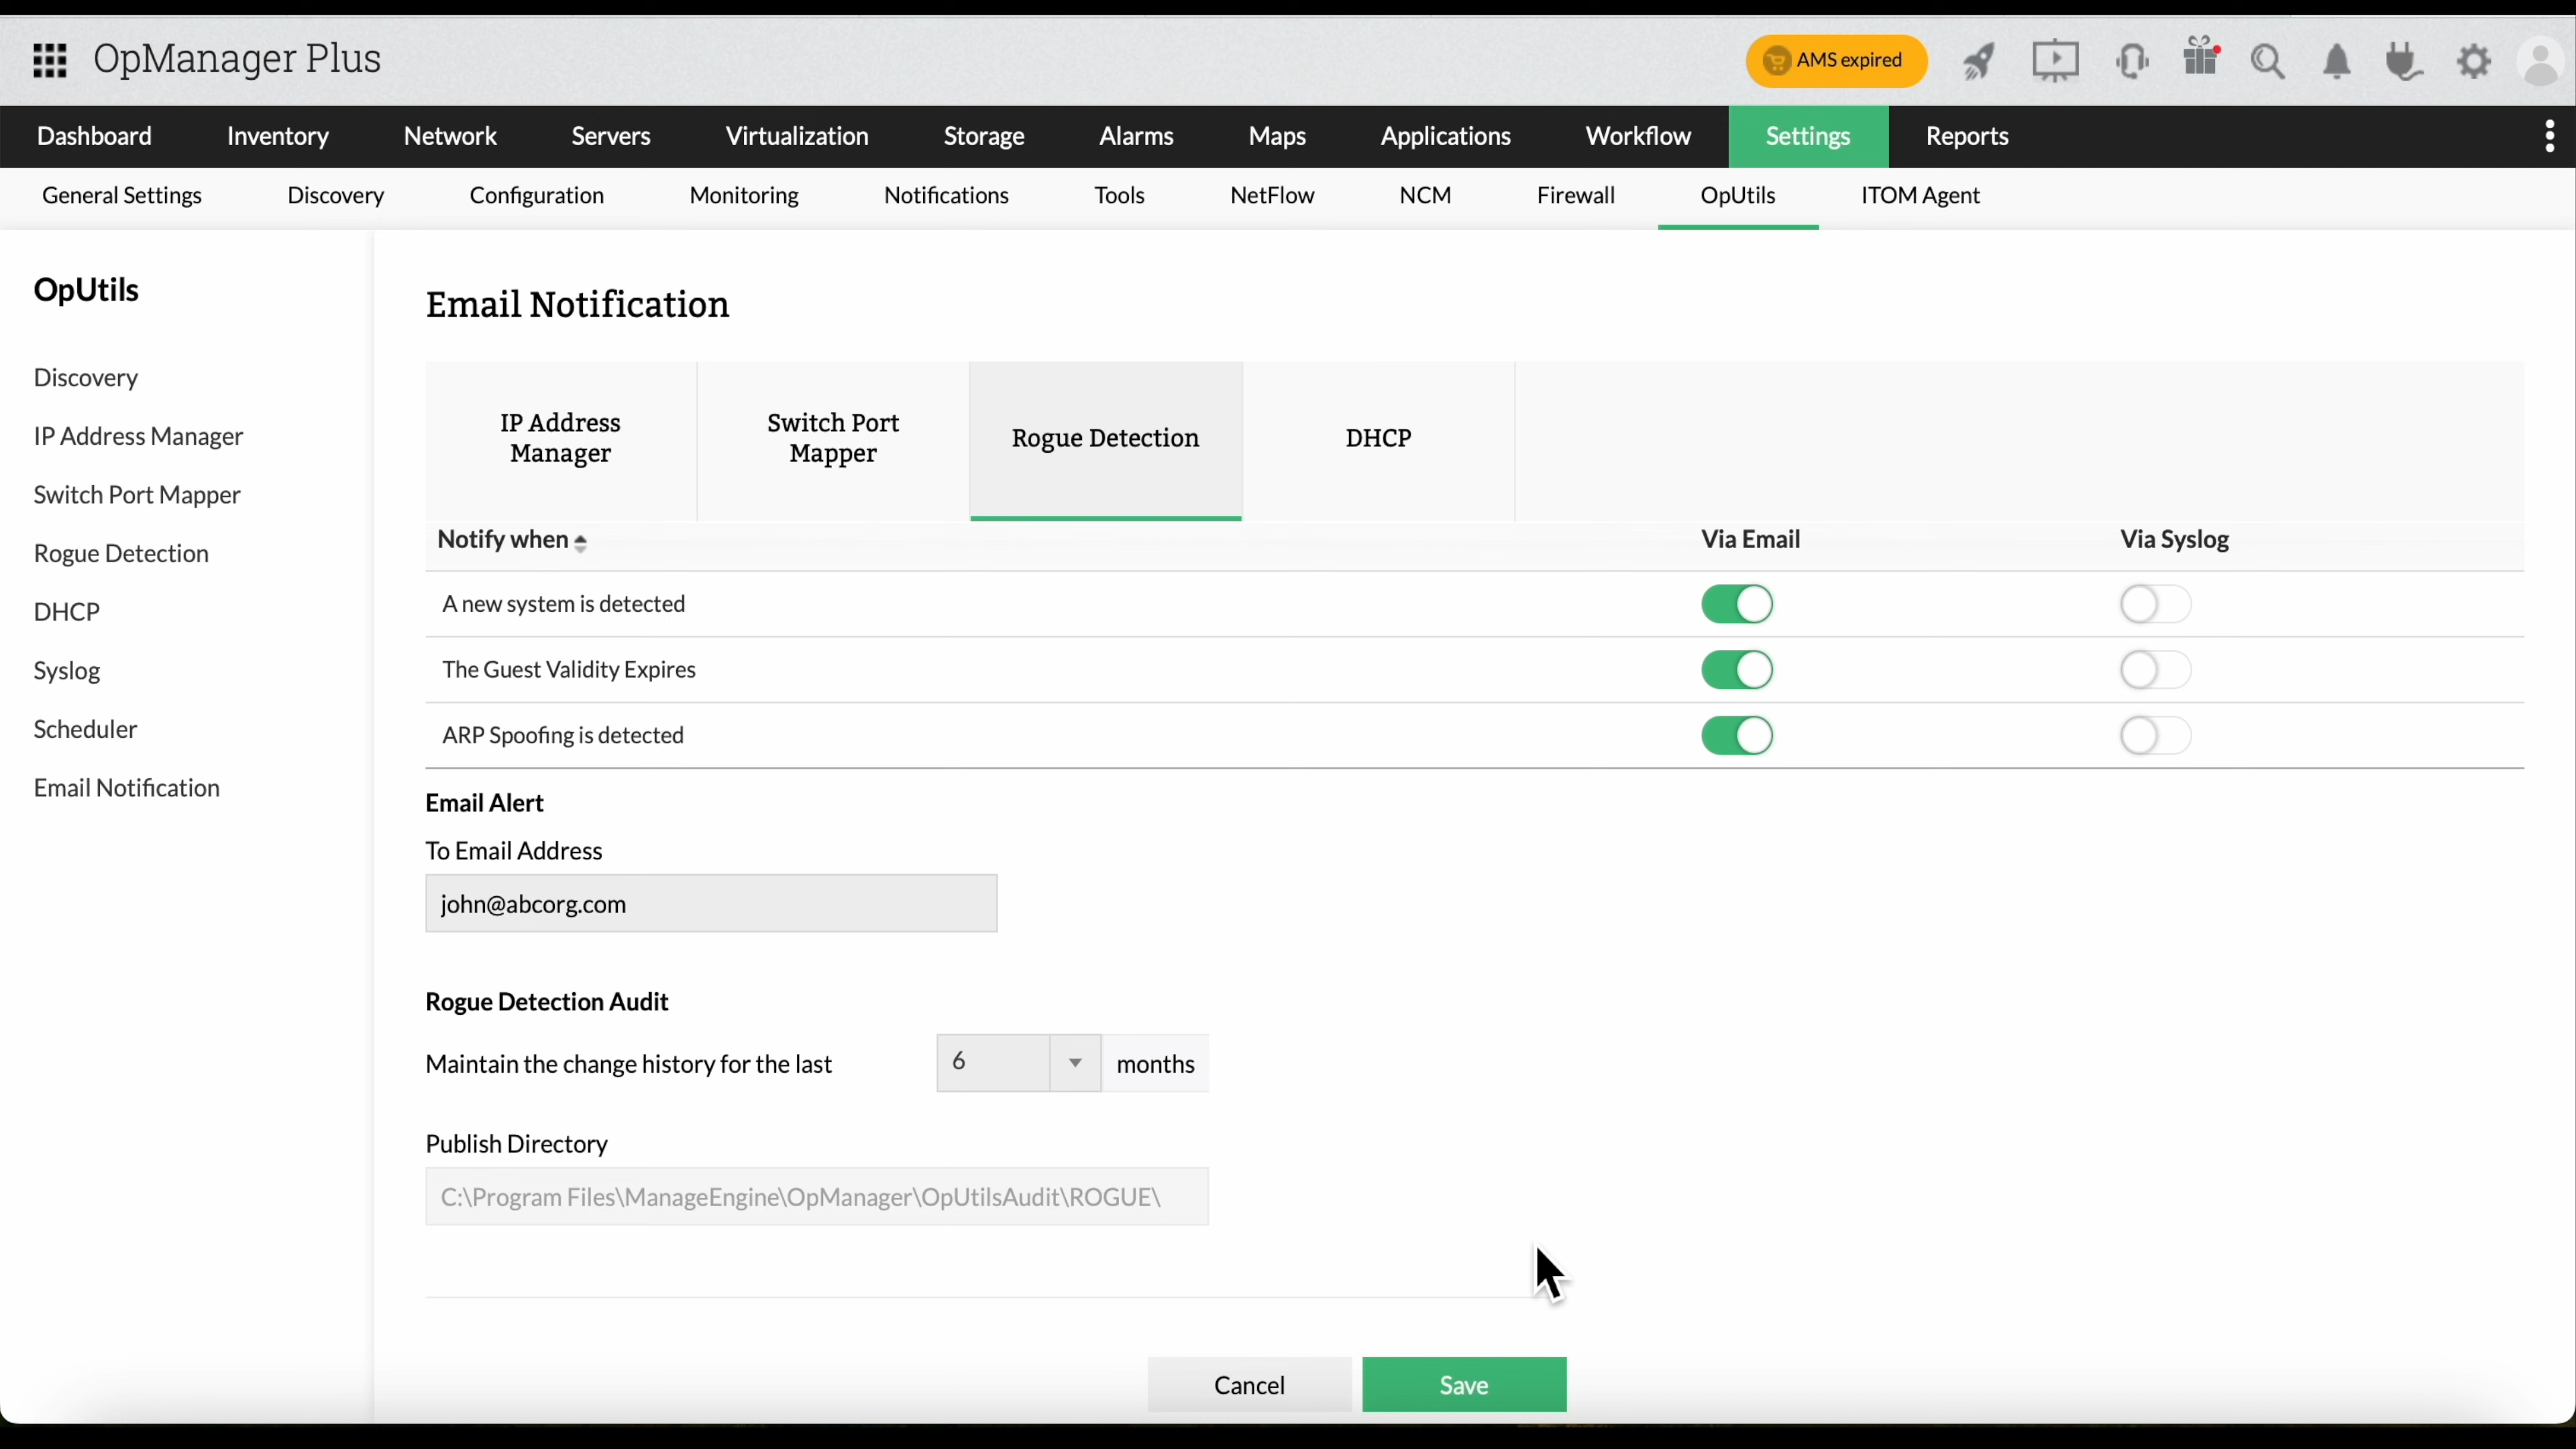 OpManager Plus
AMS expired
Dashboard Inventory Network Servers Virtualization Storage Alarms Maps Applications Workflow Settings Reports
General Settings Discovery Configuration Monitoring Notifications Tools NetFlow NCM Firewall OpUtils ITOM Agent
OpUtils
Discovery
IP Address Manager
Switch Port Mapper
Rogue Detection
DHCP
Syslog
Scheduler
Email Notification
Email Notification
IP Address
Manager
Switch Port
Mapper
Rogue Detection
DHCP
Notify when Via Email Via Syslog
A new system is detected
The Guest Validity Expires
ARP Spoofing is detected
Email Alert
To Email Address
john@abcorg.com
Rogue Detection Audit
Maintain the change history for the last 6 months
Publish Directory
C:\Program Files\ManageEngine\OpManager\OpUtilsAudit\ROGUE\
Cancel Save